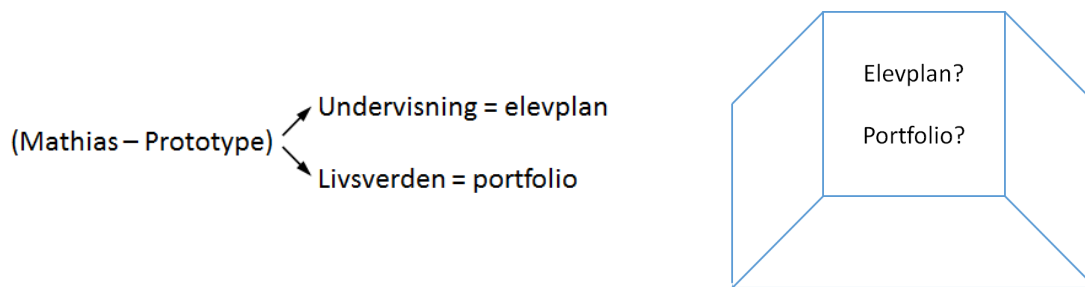 Undervisning = elevplan
(Mathias – Prototype)
Livsverden = portfolio
Elevplan?
Portfolio?